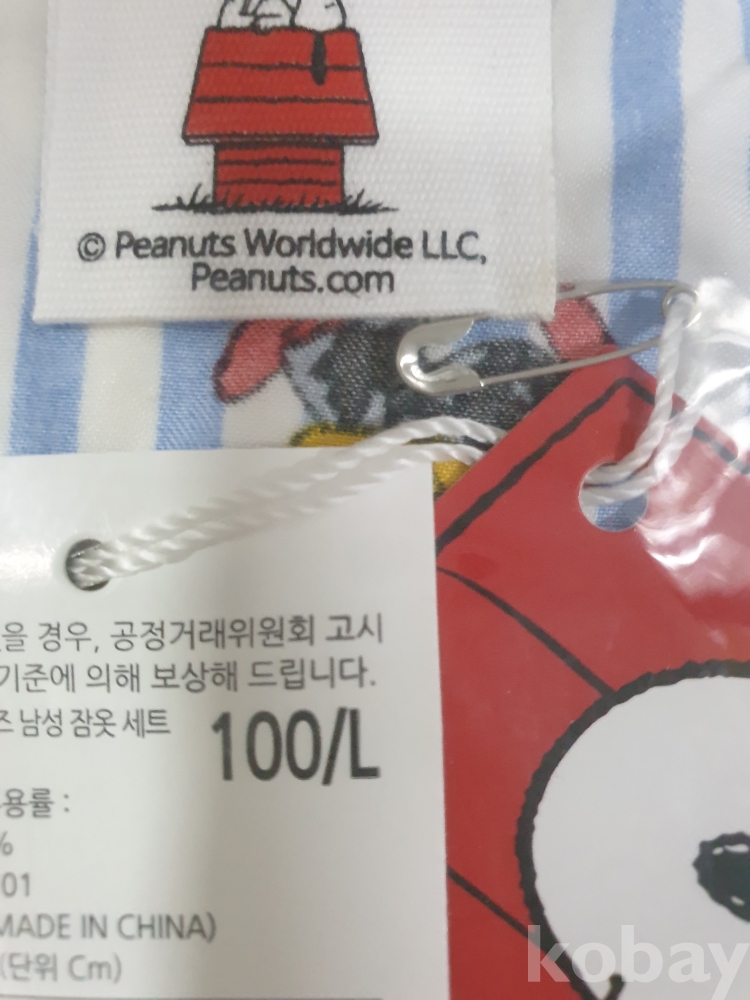 © Peanuts Worldwide LLC,
Peanuts.com
을 경우, 공정거래위원회 고시
기준에 의해 보상해 드립니다.
즈 남성 잠옷 세트
100/L
용률 :
%
01
MADE IN CHINA)
(단위 Cm)
kobay